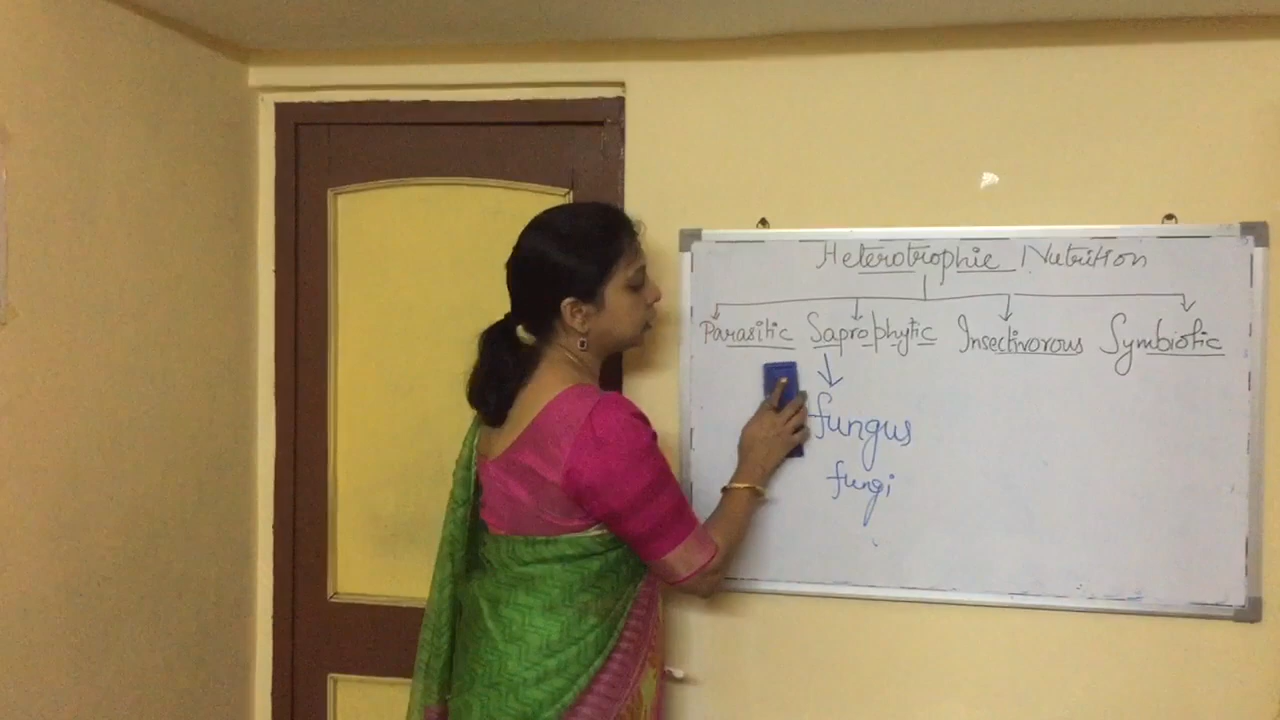 Heterotrophic Nutrition
Parasitic Saprophytic Insectivorous Symbiotic
fungus
fungi